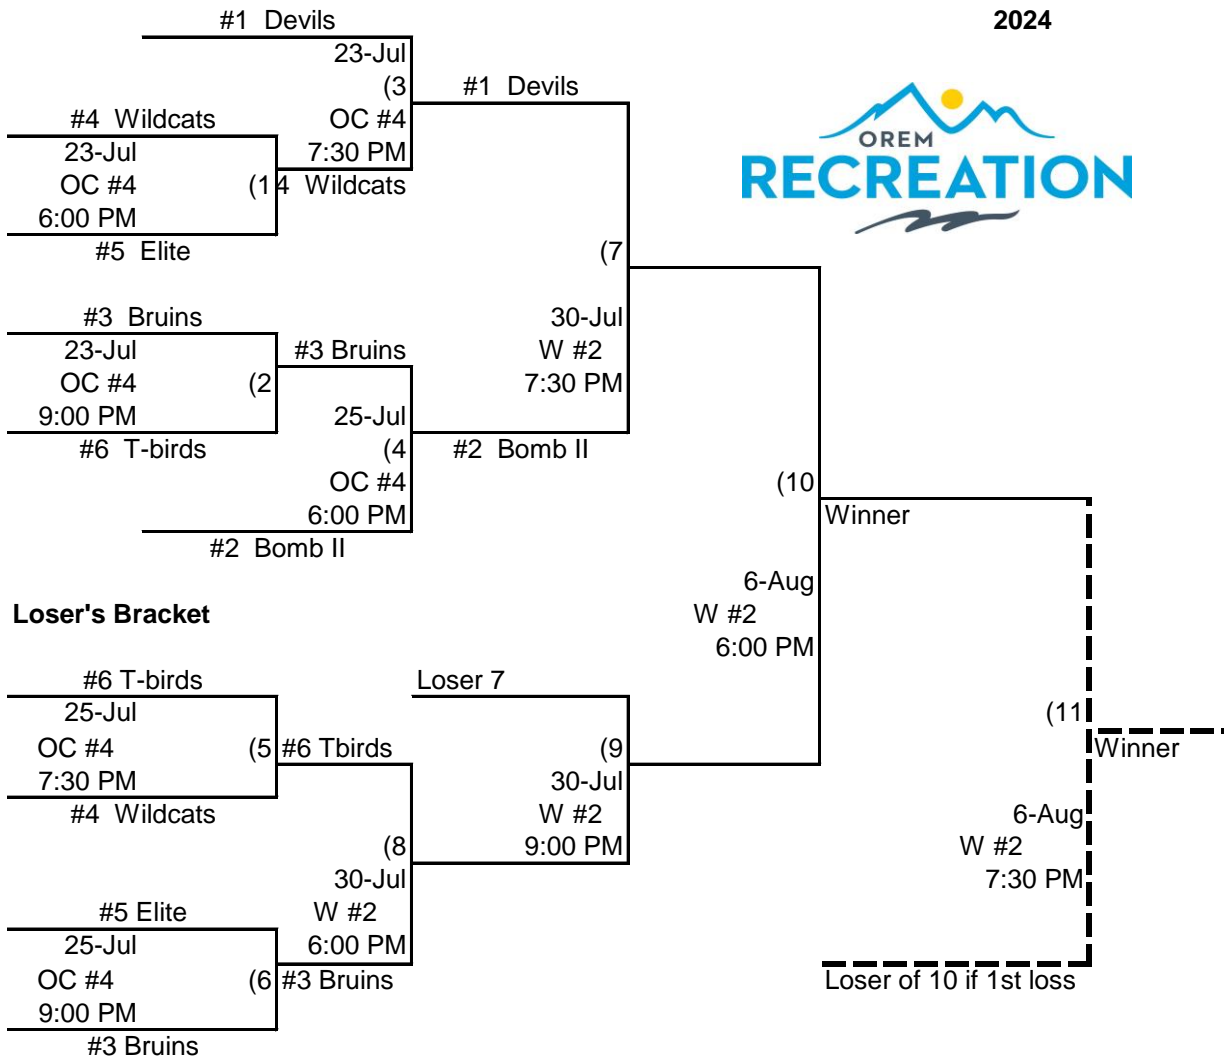 #1  Devils
2024
23-Jul
(3
#1  Devils
#4  Wildcats
OC #4
23-Jul
7:30 PM
OREM
RECREATION
OC #4
(1
4  Wildcats
6:00 PM
#5  Elite
(7
#3  Bruins
30-Jul
23-Jul
#3 Bruins
W #2
OC #4
(2
7:30 PM
9:00 PM
25-Jul
#6  T-birds
(4
#2  Bomb II
OC #4
(10
6:00 PM
Winner
#2  Bomb II
6-Aug
Loser's Bracket
W #2
6:00 PM
#6 T-birds
Loser 7
25-Jul
(11
OC #4
(5
#6 Tbirds
(9
Winner
7:30 PM
30-Jul
#4  Wildcats
W #2
6-Aug
(8
9:00 PM
W #2
30-Jul
7:30 PM
#5 Elite
W #2
25-Jul
6:00 PM
OC #4
(6
#3 Bruins
Loser of 10 if 1st loss
9:00 PM
#3 Bruins